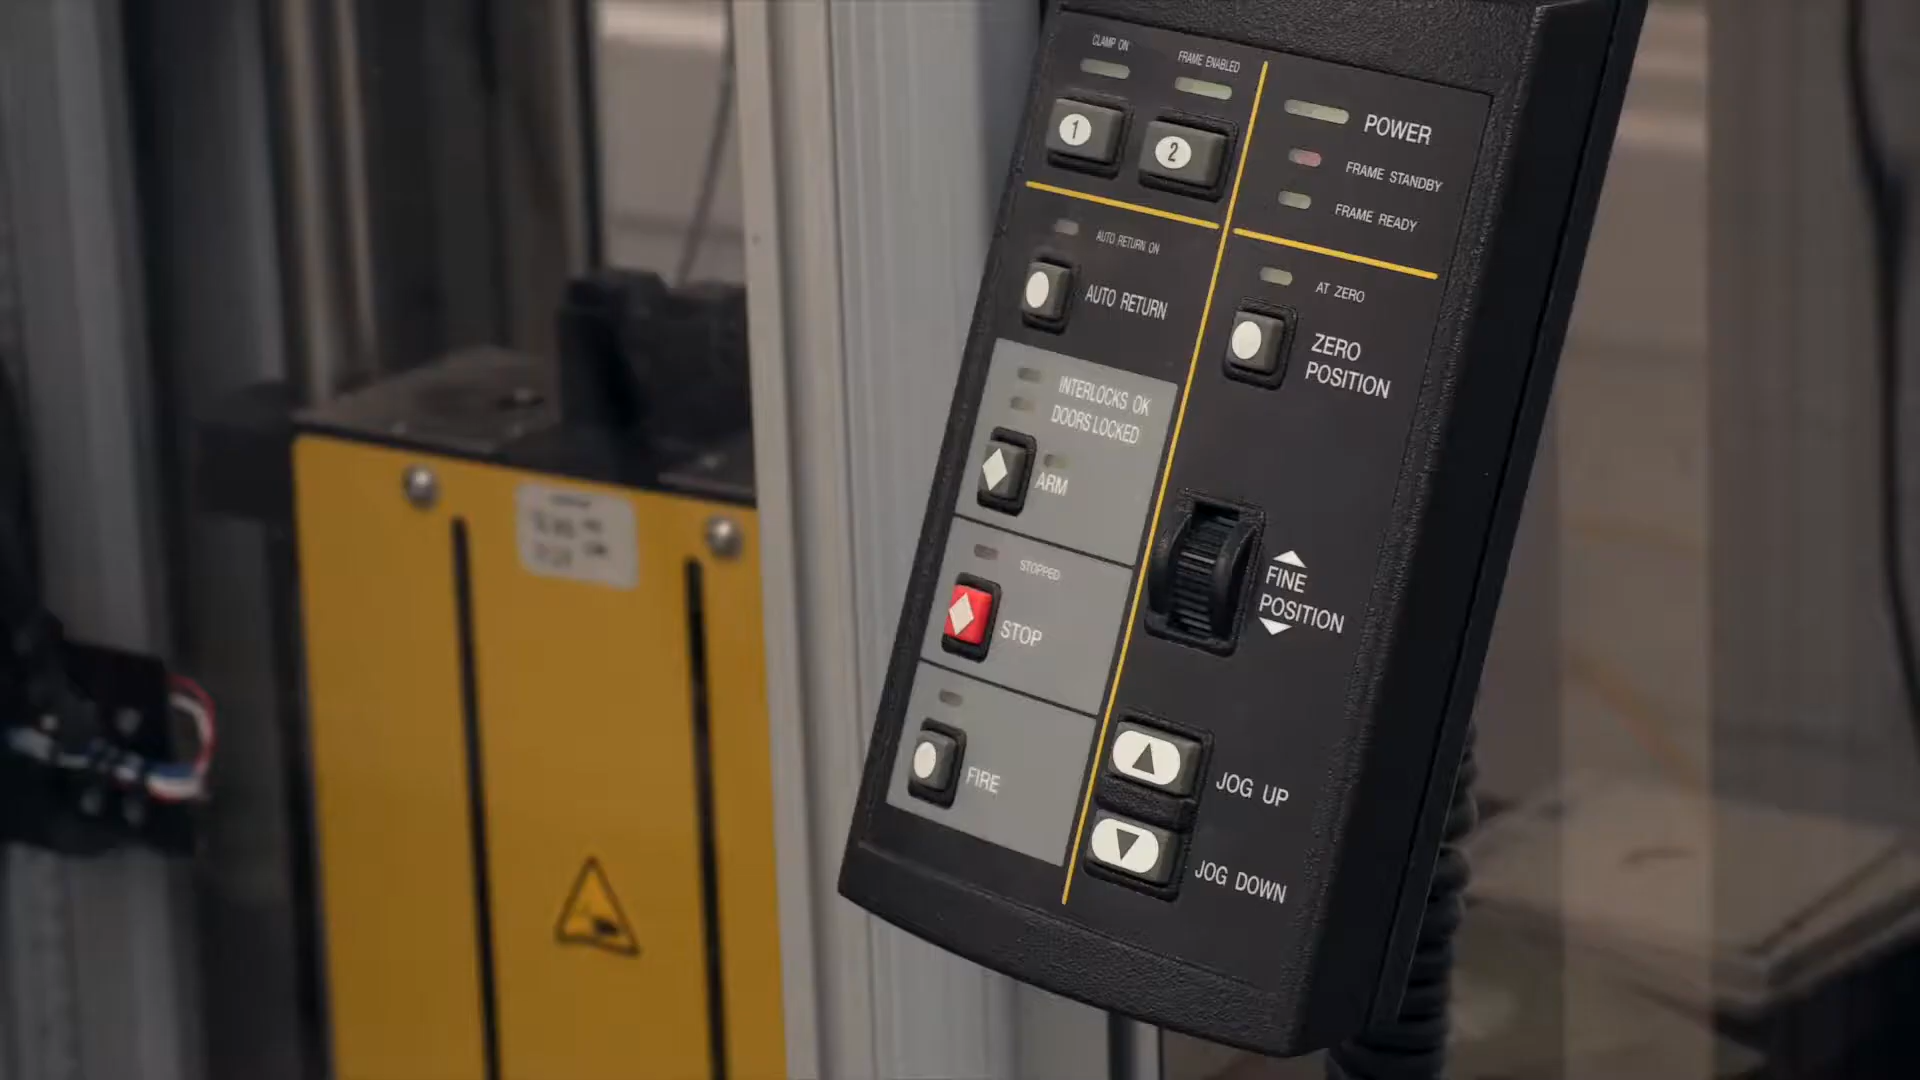 CLAMP ON
FRAME ENABLED
1
2
POWER
FRAME STANDBY
FRAME READY
AUTO RETURN ON
AUTO RETURN
AT ZERO
ZERO
POSITION
INTERLOCKS OK
DOORS LOCKED
ARM
STOPPED
STOP
FIRE
FINE
POSITION
JOG UP
JOG DOWN